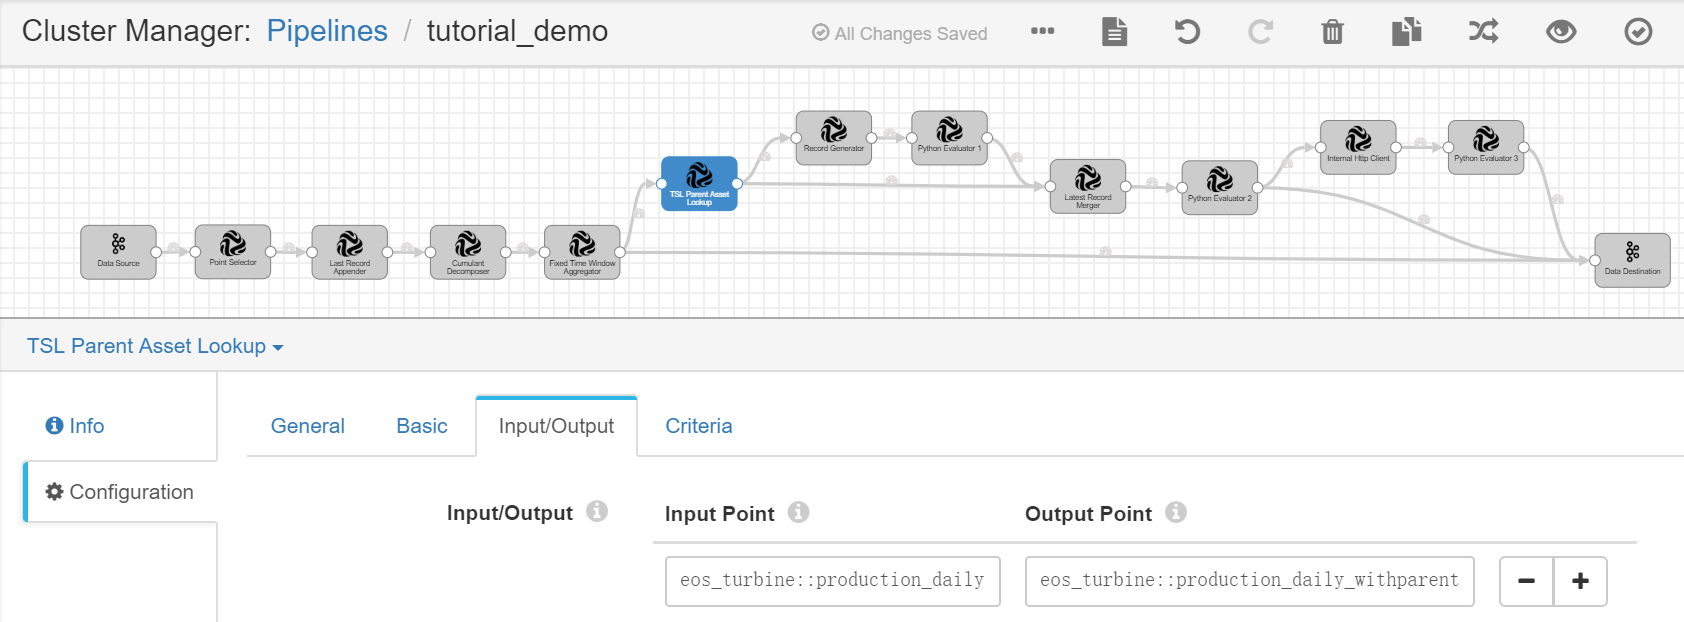 Cluster Manager: Pipelines / tutorial_demo
All Changes Saved
Record Generator
Python Evaluator 1
Internal Http Client
Python Evaluator 3
TSL Parent Asset
Lookup
Latest Record
Merger
Python Evaluator 2
Data Source
Point Selector
Last Record
Appender
Cumulant
Decomposer
Fixed Time Window
Aggregator
Data Destination
TSL Parent Asset Lookup
Info
Configuration
General
Basic
Input/Output
Criteria
Input/Output
Input Point
Output Point
eos_turbine::production_daily
eos_turbine::production_daily_withparent